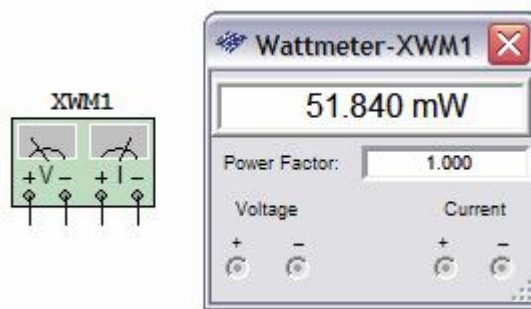 XWM1
+ V - + I -
Wattmeter-XWM1
51.840 mW
Power Factor: 1.000
Voltage Current
+ - + -